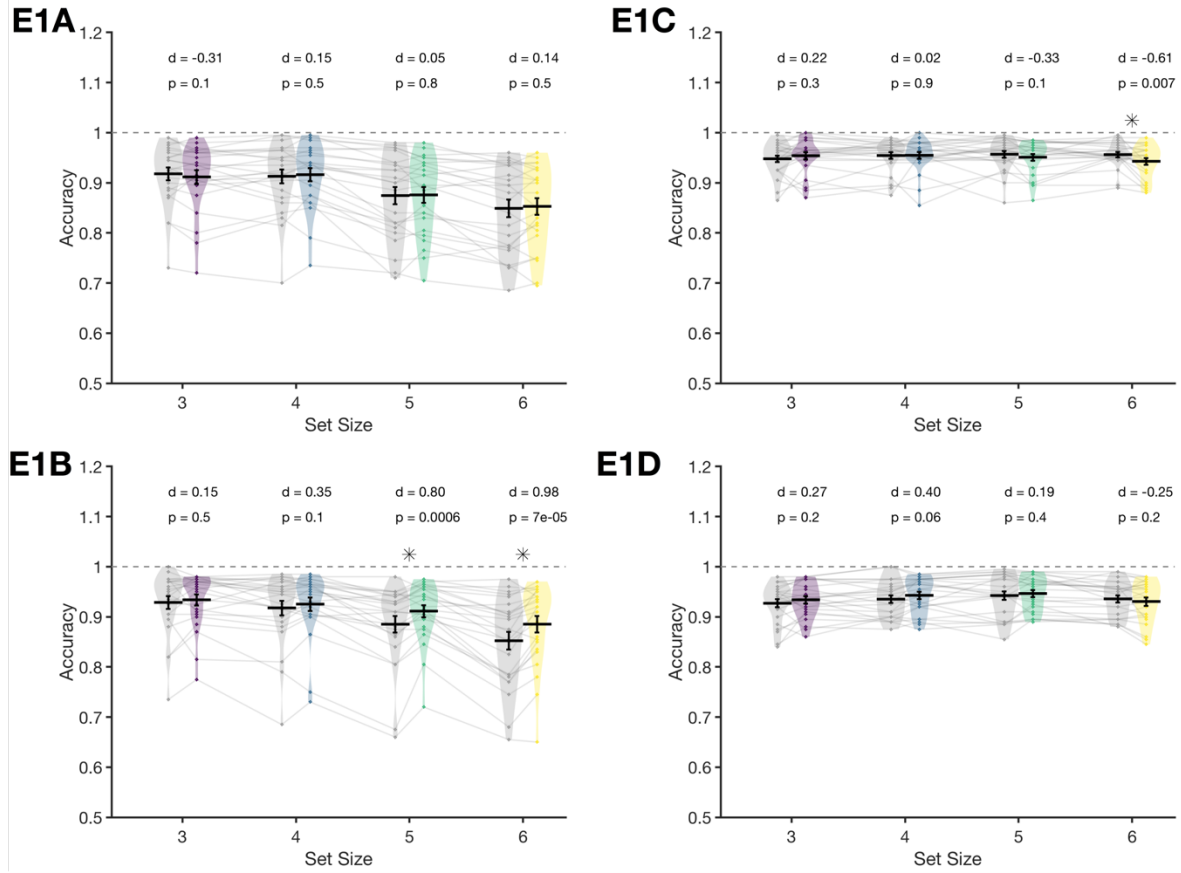 E1A
1.2
1.1
1
0.9
0.8
0.7
0.6
0.5
Accuracy
d = -0.31
p = 0.1
d = 0.15
p = 0.5
d = 0.05
p = 0.8
d = 0.14
p = 0.5
3
4
5
6
Set Size
E1C
1.2
1.1
1
0.9
0.8
0.7
0.6
0.5
Accuracy
d = 0.22
p = 0.3
d = 0.02
p = 0.9
d = -0.33
p = 0.1
d = -0.61
p = 0.007
✳
3
4
5
6
Set Size
E1B
1.2
1.1
1
0.9
0.8
0.7
0.6
0.5
Accuracy
d = 0.15
p = 0.5
d = 0.35
p = 0.1
d = 0.80
p = 0.0006
d = 0.98
p = 7e-05
✳
✳
3
4
5
6
Set Size
E1D
1.2
1.1
1
0.9
0.8
0.7
0.6
0.5
Accuracy
d = 0.27
p = 0.2
d = 0.40
p = 0.06
d = 0.19
p = 0.4
d = -0.25
p = 0.2
3
4
5
6
Set Size